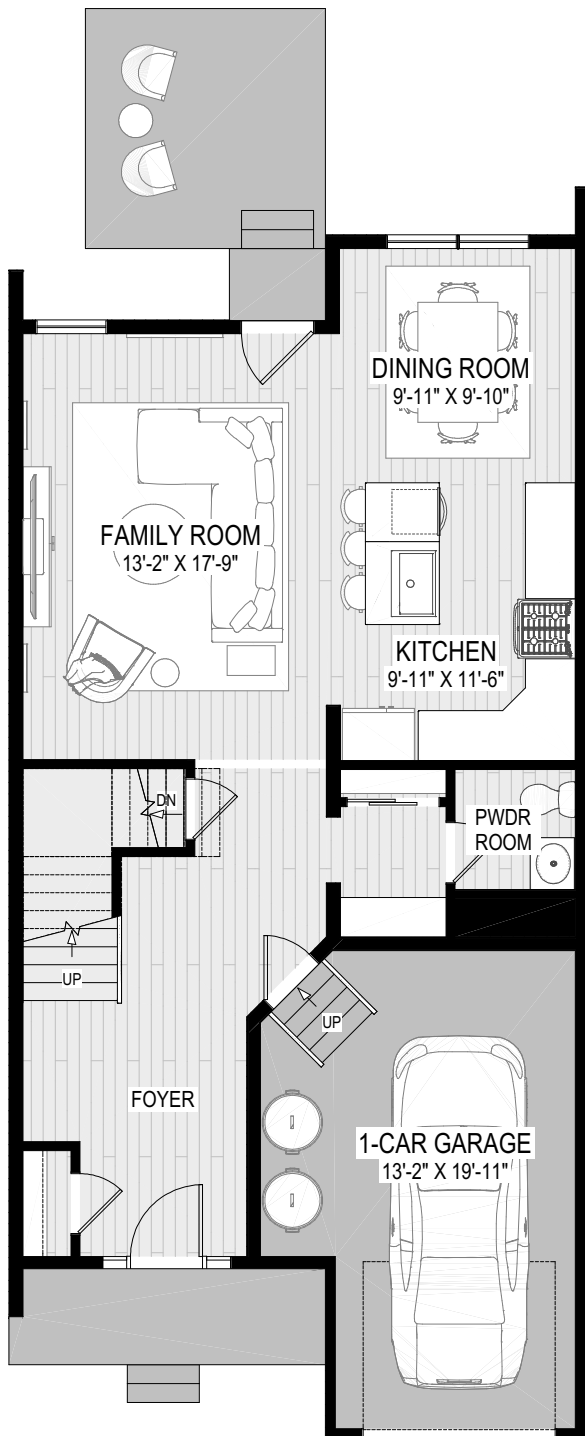 DINING ROOM
9'-11" X 9'-10"
FAMILY ROOM
13'-2" X 17'-9"
KITCHEN
9'-11" X 11'-6"
DN
PWDR
ROOM
UP
UP
FOYER
1-CAR GARAGE
13'-2" X 19'-11"